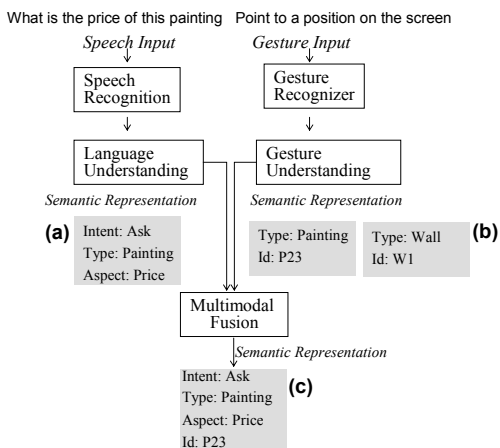 What is the price of this painting
Point to a position on the screen
Speech Input
Gesture Input
Speech
Recognition
Gesture
Recognizer
Language
Understanding
Gesture
Understanding
Semantic Representation
Semantic Representation
(a)
Intent: Ask
Type: Painting
Aspect: Price
Type: Painting
Id: P23
Type: Wall
Id: W1
(b)
Multimodal
Fusion
Semantic Representation
Intent: Ask
Type: Painting
Aspect: Price
Id: P23
(c)